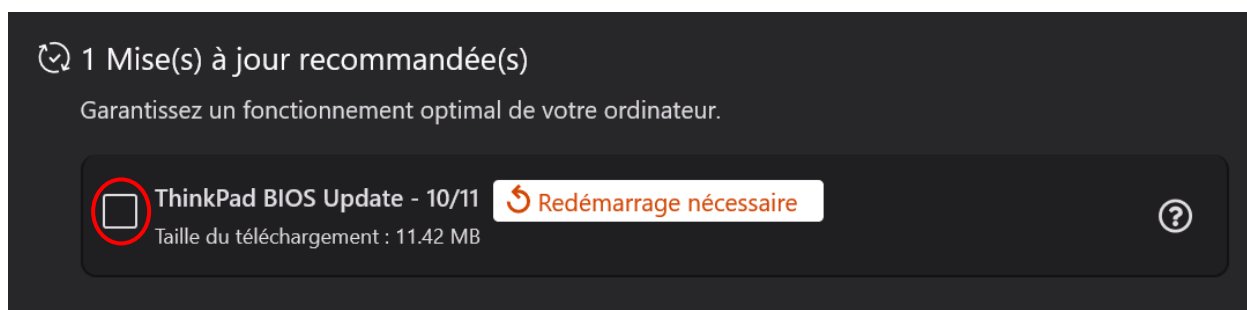 1 Mise(s) à jour recommandée(s)
Garantissez un fonctionnement optimal de votre ordinateur.
ThinkPad BIOS Update - 10/11 Redémarrage nécessaire
Taille du téléchargement : 11.42 MB